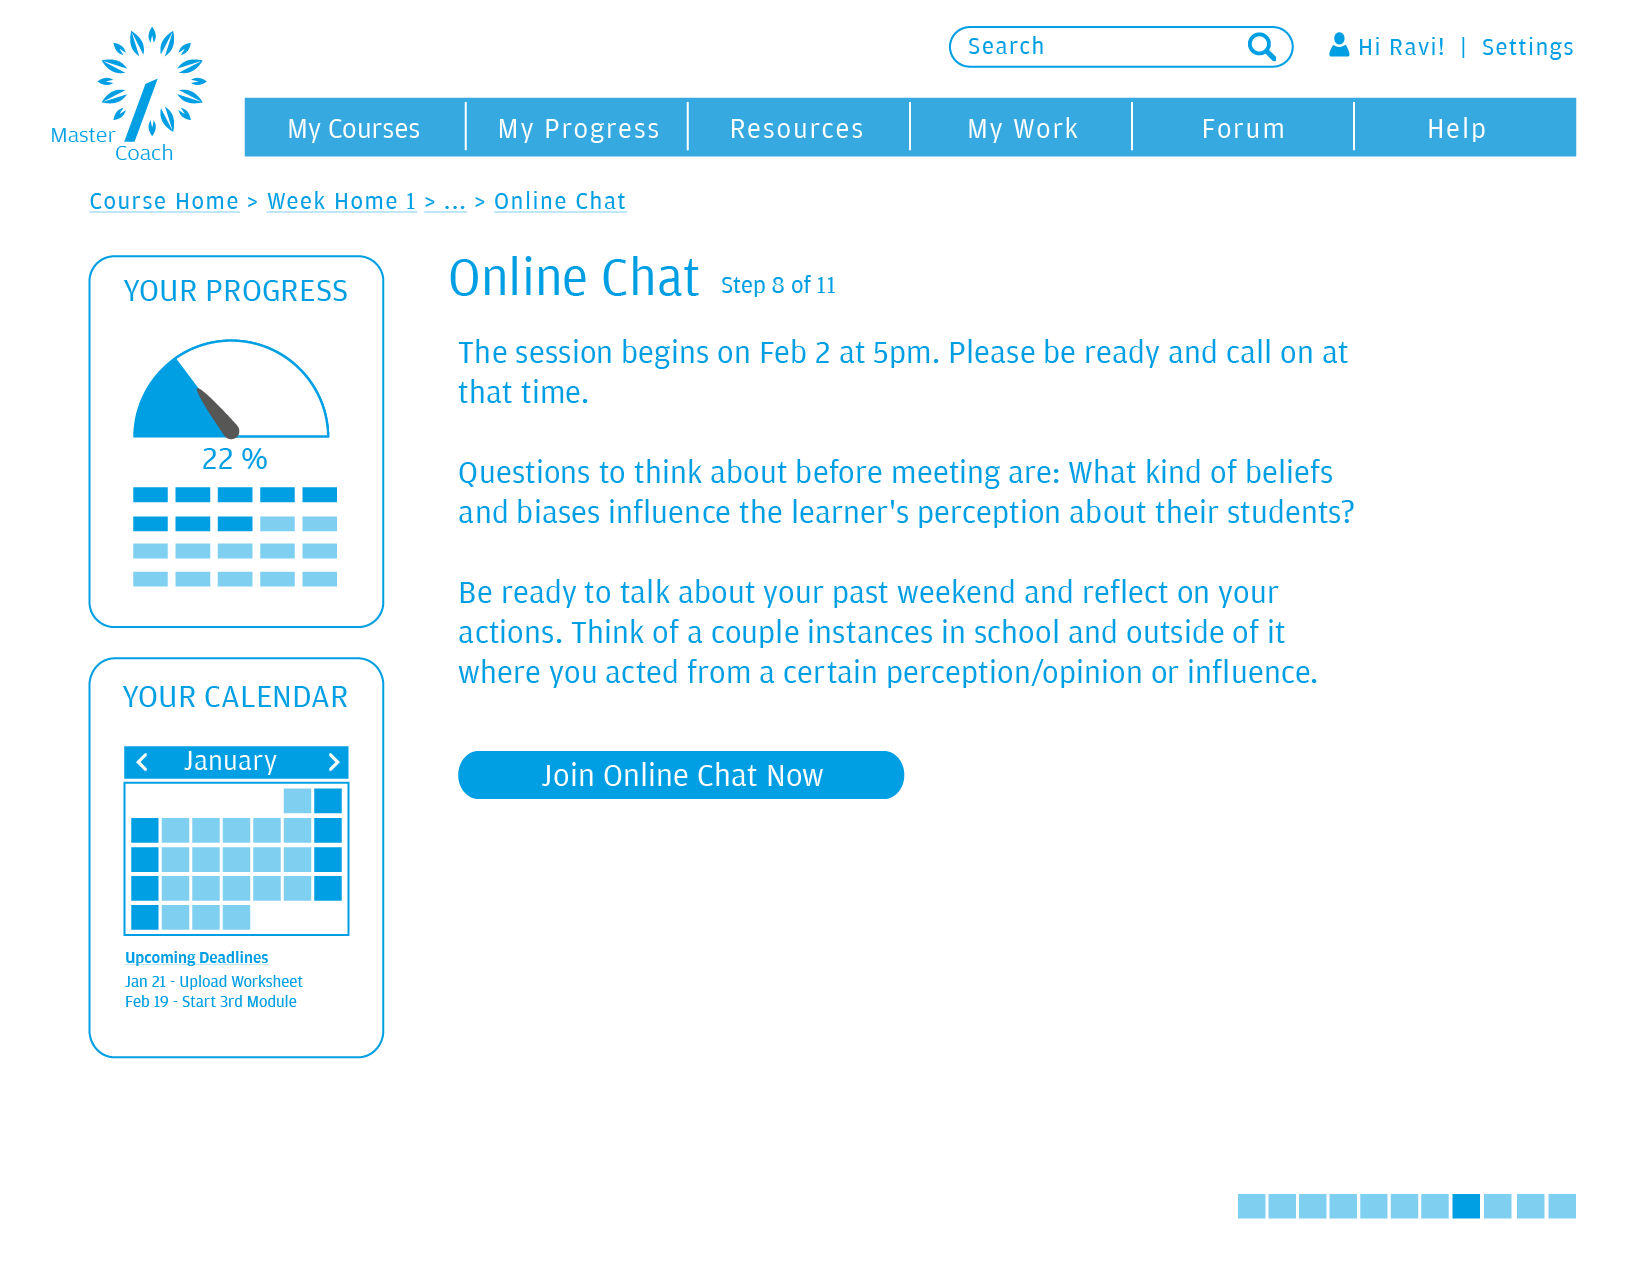 Master
Coach
Search
Hi Ravi! | Settings
My Courses
My Progress
Resources
My Work
Forum
Help
Course Home > Week Home 1 > ... > Online Chat
YOUR PROGRESS
22 %
YOUR CALENDAR
January
Upcoming Deadlines
Jan 21 - Upload Worksheet
Feb 19 - Start 3rd Module
Online Chat Step 8 of 11
The session begins on Feb 2 at 5pm. Please be ready and call on at
that time.
Questions to think about before meeting are: What kind of beliefs
and biases influence the learner's perception about their students?
Be ready to talk about your past weekend and reflect on your
actions. Think of a couple instances in school and outside of it
where you acted from a certain perception/opinion or influence.
Join Online Chat Now